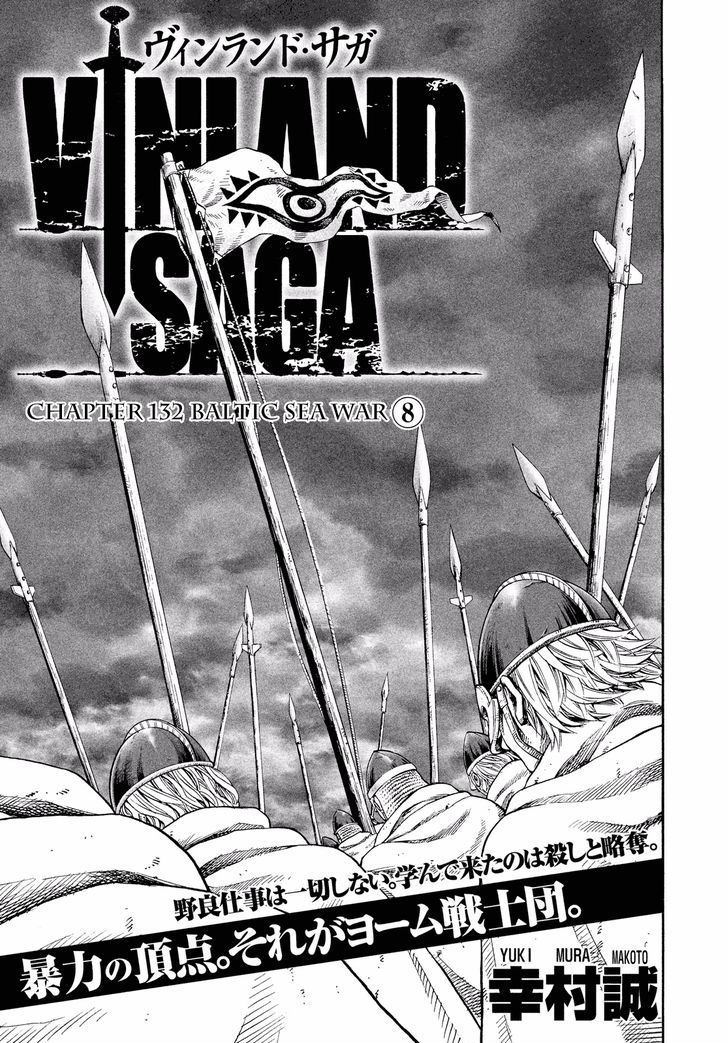 ヴィンランド・サガ
VINLAND
SAGA
CHAPTER 132 BALTIC SEA WAR ⑧
野良仕事は一切しない。学んで来たのは殺しと略奪。
暴力の頂点。それがヨーム戦士団。
YUKI MURA MAKOTO
幸村誠